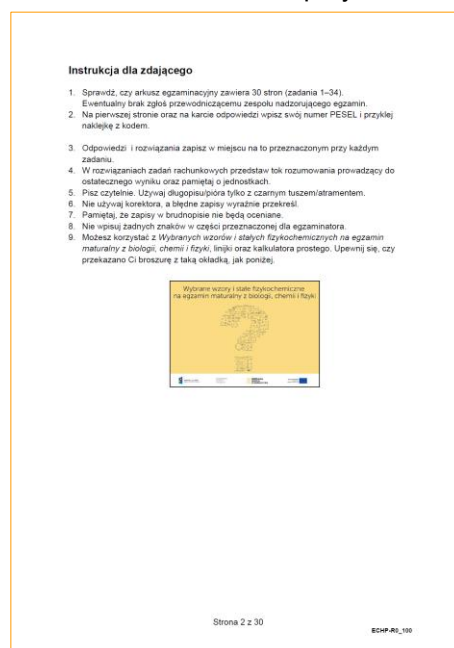 Instrukcja dla zdającego
1. Sprawdź, czy arkusz egzaminacyjny zawiera 30 stron (zadania 1–34).
Ewentualny brak zgłoś przewodniczącemu zespołu nadzorującego egzamin.
2. Na pierwszej stronie oraz na karcie odpowiedzi wpisz swój numer PESEL i przyklej
naklejkę z kodem.
3. Odpowiedzi i rozwiązania zapisz w miejscu na to przeznaczonym przy każdym
zadaniu.
4. W rozwiązaniach zadań rachunkowych przedstaw tok rozumowania prowadzący do
ostatecznego wyniku oraz pamiętaj o jednostkach.
5. Pisz czytelnie. Używaj długopisu/pióra tylko z czarnym tuszem/atramentem.
6. Nie używaj korektora, a błędne zapisy wyraźnie przekreśl.
7. Pamiętaj, że zapisy w brudnopisie nie będą oceniane.
8. Nie wpisuj żadnych znaków w części przeznaczonej dla egzaminatora.
9. Możesz korzystać z Wybranych wzorów i stałych fizykochemicznych na egzamin
maturalny z biologii, chemii i fizyki, linijki oraz kalkulatora prostego. Upewnij się, czy
przekazano Ci broszurę z taką okładką, jak poniżej.
Wybrane wzory i stałe fizykochemiczne
na egzamin maturalny z biologii, chemii i fizyki
Strona 2 z 30
ECHP-R0_100